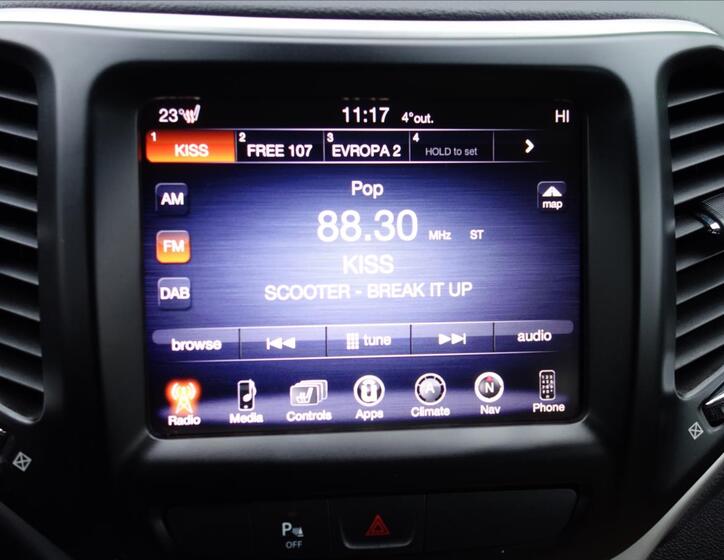 23° 11:17 4°out. HI
1 KISS 2 FREE 107 3 EVROPA 2 4 HOLD to set
Pop
AM map
88.30 MHz ST
FM
KISS
DAB SCOOTER - BREAK IT UP
browse tune audio
Radio Media Controls Apps Climate Nav Phone
P OFF